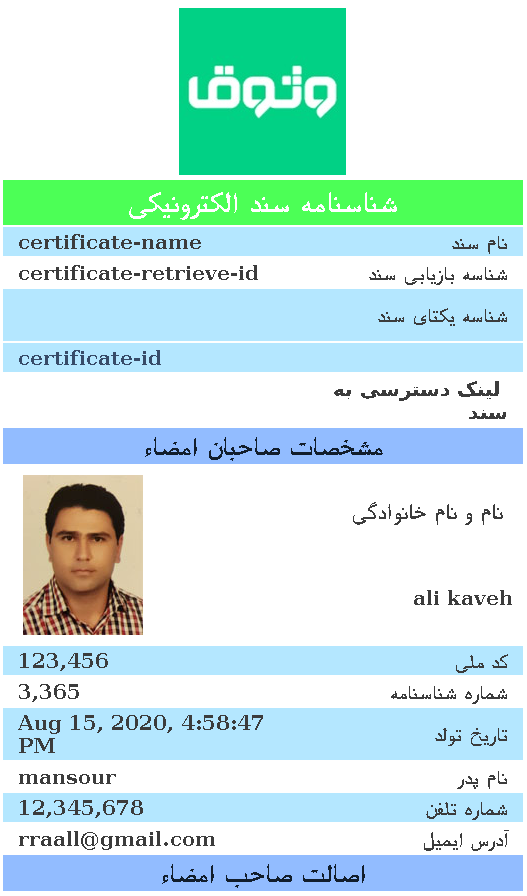 وثوق
شناسنامه سند الکترونیکی
نام سند certificate-name
شناسه بازیابی سند certificate-retrieve-id
شناسه یکتای سند
certificate-id
لینک دسترسی به
سند
مشخصات صاحبان امضاء
نام و نام خانوادگی
ali kaveh
کد ملی 123,456
شماره شناسنامه 3,365
تاریخ تولد Aug 15, 2020, 4:58:47
PM
نام پدر mansour
شماره تلفن 12,345,678
آدرس ایمیل rraall@gmail.com
اصالت صاحب امضاء